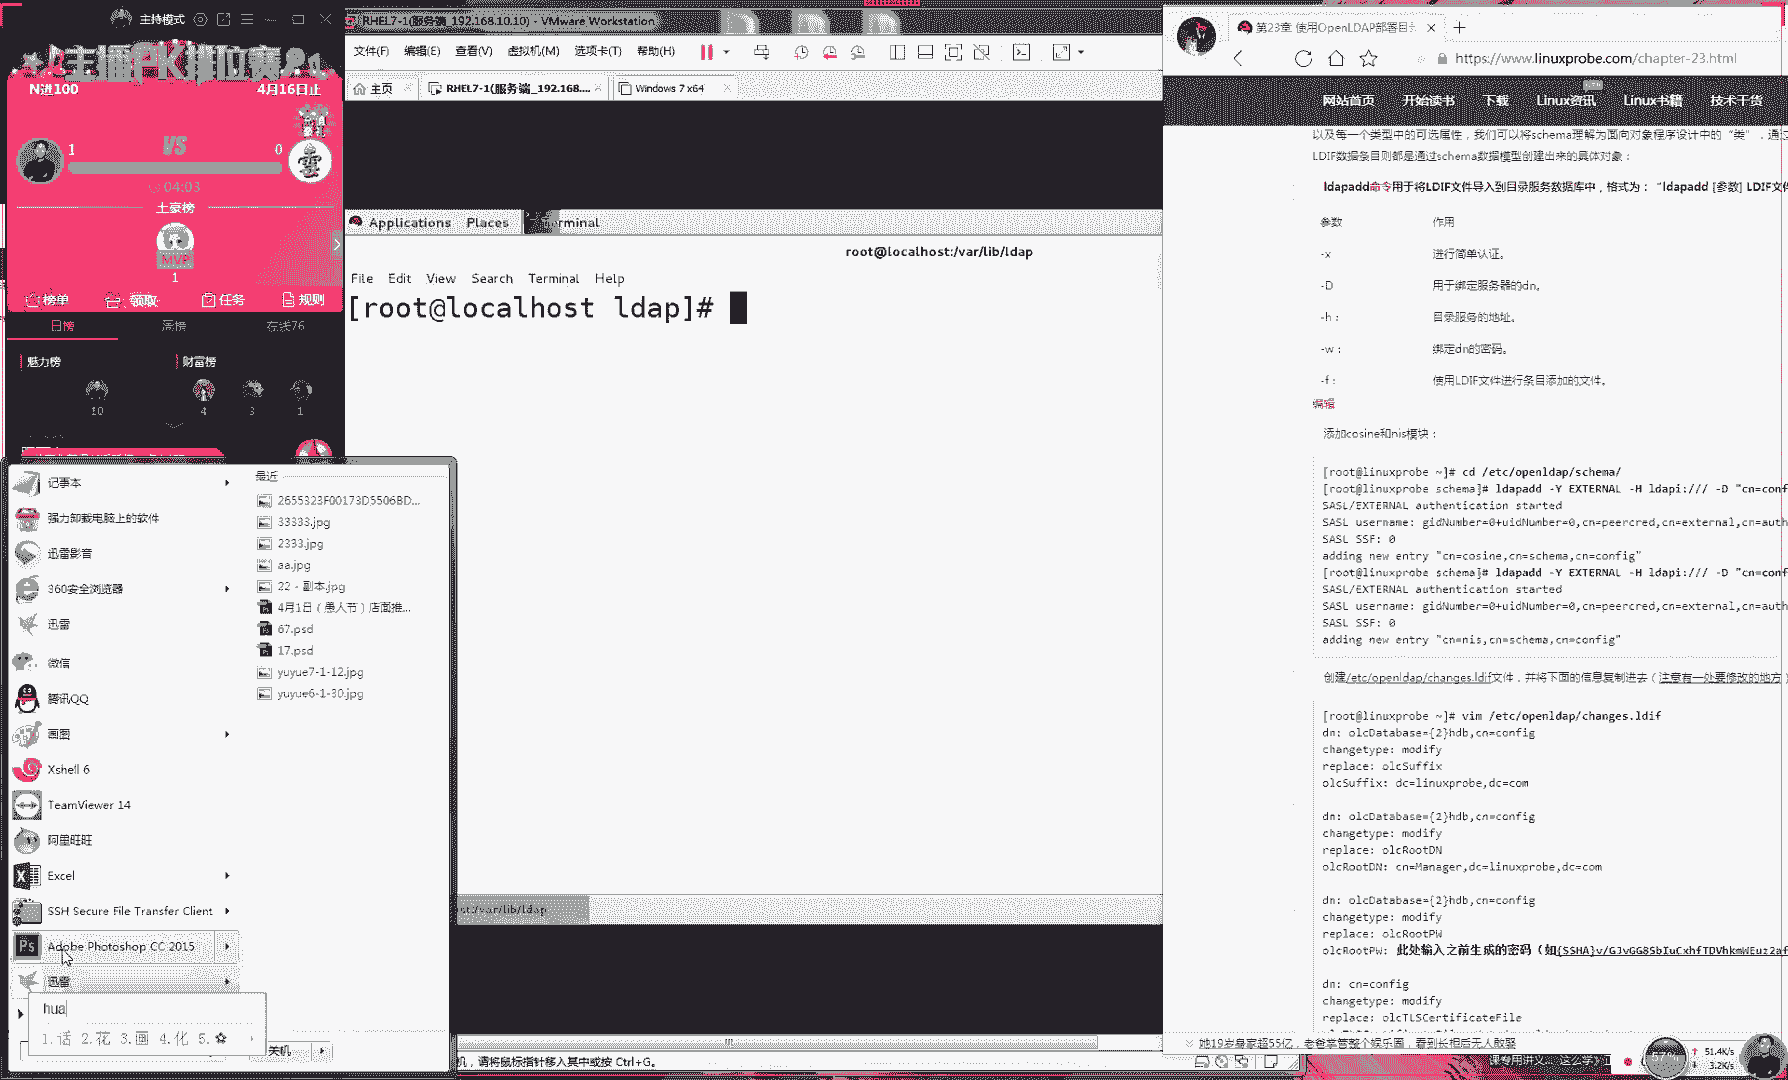 主持模式
主播PK排位赛
N进100
4月16日止
1
VS
0
04:03
土豪榜
MVP
1
榜单
领取
任务
规则
日榜
周榜
在线76
魅力榜
财富榜
10
4
3
1
记事本
强力卸载电脑上的软件
迅雷影音
360安全浏览器
迅雷
微信
腾讯QQ
画图
Xshell 6
TeamViewer 14
阿里旺旺
Excel
SSH Secure File Transfer Client
Adobe Photoshop CC 2015
迅雷
hua
1.话 2.花 3.画 4.化 5.✿
关机
最近
2655323F00173D5506BD...
33333.jpg
2333.jpg
aa.jpg
22 - 副本.jpg
4月1日（愚人节）店面推...
67.psd
17.psd
yuyue7-1-12.jpg
yuyue6-1-30.jpg
RHEL7-1(服务端_192.168.10.10) - VMware Workstation
文件(F) 编辑(E) 查看(V) 虚拟机(M) 选项卡(T) 帮助(H)
主页
RHEL7-1(服务端_192.168....
Windows 7 x64
Applications Places
rminal
root@localhost:/var/lib/ldap
File Edit View Search Terminal Help
[root@localhost ldap]#
st:/var/lib/ldap
机，请将鼠标指针移入其中或按 Ctrl+G。
第23章 使用OpenLDAP部署目
https://www.linuxprobe.com/chapter-23.html
网站首页 开始读书 下载 Linux资讯 Linux书籍 技术干货
以及每一个类型中的可选属性，我们可以将schema理解为面向对象程序设计中的“类”，通过
LDIF数据条目则都是通过schema数据模型创建出来的具体对象：
ldapadd命令用于将LDIF文件导入到目录服务数据库中，格式为：“ldapadd [参数] LDIF文件
参数 作用
-x 进行简单认证。
-D 用于绑定服务器的dn。
-h： 目录服务的地址。
-w： 绑定dn的密码。
-f： 使用LDIF文件进行条目添加的文件。
编辑
添加cosine和nis模块：
[root@linuxprobe ~]# cd /etc/openldap/schema/
[root@linuxprobe schema]# ldapadd -Y EXTERNAL -H ldapi:/// -D "cn=conf
SASL/EXTERNAL authentication started
SASL username: gidNumber=0+uidNumber=0,cn=peercred,cn=external,cn=auth
SASL SSF: 0
adding new entry "cn=cosine,cn=schema,cn=config"
[root@linuxprobe schema]# ldapadd -Y EXTERNAL -H ldapi:/// -D "cn=conf
SASL/EXTERNAL authentication started
SASL username: gidNumber=0+uidNumber=0,cn=peercred,cn=external,cn=auth
SASL SSF: 0
adding new entry "cn=nis,cn=schema,cn=config"
创建/etc/openldap/changes.ldif文件，并将下面的信息复制进去（注意有一处要修改的地方）
[root@linuxprobe ~]# vim /etc/openldap/changes.ldif
dn: olcDatabase={2}hdb,cn=config
changetype: modify
replace: olcSuffix
olcSuffix: dc=linuxprobe,dc=com
dn: olcDatabase={2}hdb,cn=config
changetype: modify
replace: olcRootDN
olcRootDN: cn=Manager,dc=linuxprobe,dc=com
dn: olcDatabase={2}hdb,cn=config
changetype: modify
replace: olcRootPW
olcRootPW: 此处输入之前生成的密码（如{SSHA}v/GJvGG8SbIuCxhfTDVhkmWEuz2af
dn: cn=config
changetype: modify
replace: olcTLSCertificateFile
她19岁身家超55亿，老爸掌管整个娱乐圈，看到长相后无人敢娶
57%
51.4K/s
3.2K/s